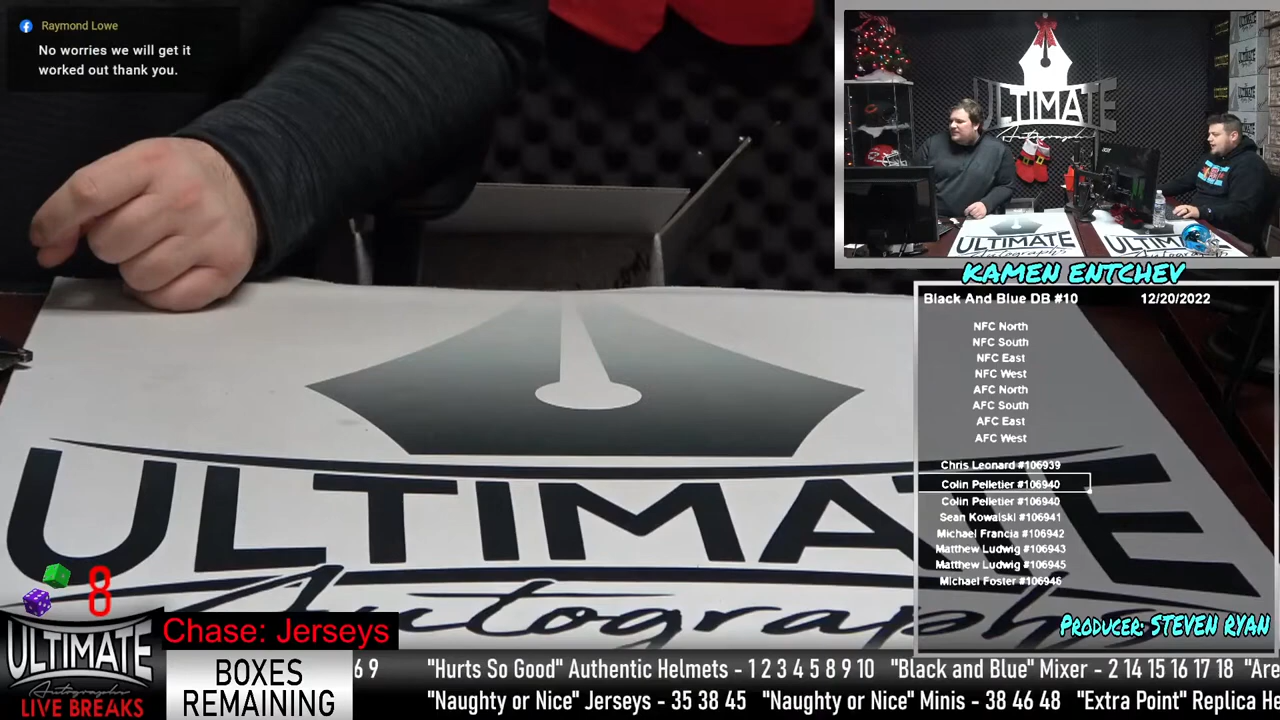 Raymond Lowe
No worries we will get it
worked out thank you.
ULTIMATE
Autographs
ULTIMATE
Autographs
ULTIMATE
Autographs
KAMEN ENTCHEV
Black And Blue DB #10 12/20/2022
NFC North
NFC South
NFC East
NFC West
AFC North
AFC South
AFC East
AFC West
Chris Leonard #106939
Colin Pelletier #106940
Colin Pelletier #106940
Sean Kowalski #106941
Michael Francia #106942
Matthew Ludwig #106943
Matthew Ludwig #106945
Michael Foster #106946
PRODUCER: STEVEN RYAN
ULTIMATE
Autographs
8
ULTIMATE
Autographs
LIVE BREAKS
Chase: Jerseys
BOXES
REMAINING
6 9 "Hurts So Good" Authentic Helmets - 1 2 3 4 5 8 9 10 "Black and Blue" Mixer - 2 14 15 16 17 18 "Are
"Naughty or Nice" Jerseys - 35 38 45 "Naughty or Nice" Minis - 38 46 48 "Extra Point" Replica He